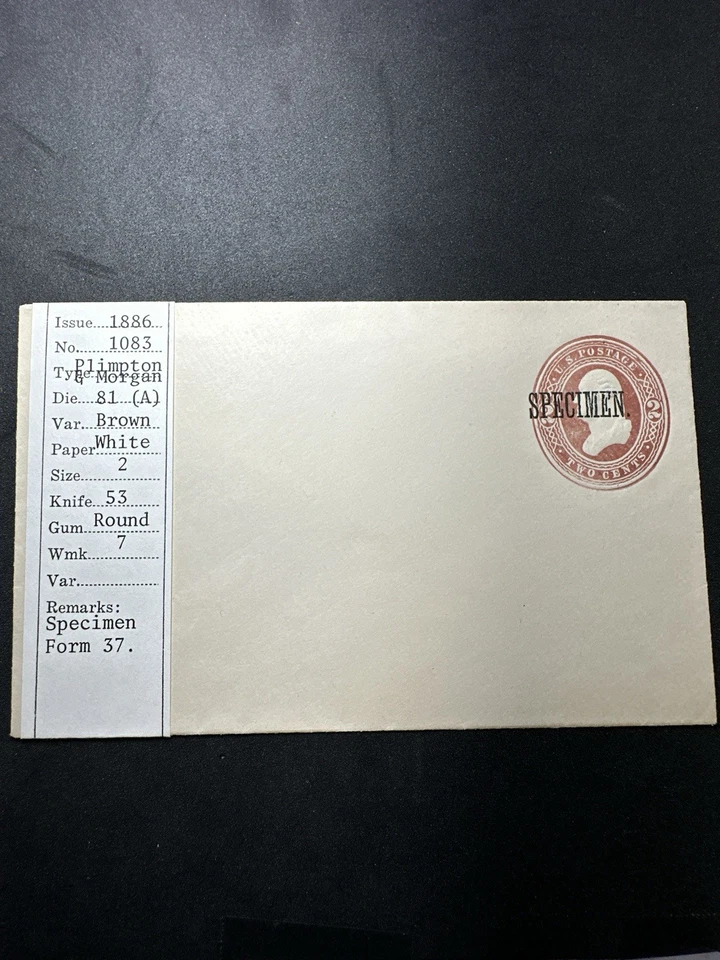 Issue....1886...
No.... 1083
Plimpton
Type & Morgan
Die....81 (A)
Var...Brown
Paper White
Size....... 2
Knife...53
Gum Round
Wmk....... 7
Var...............
Remarks:
Specimen
Form 37.
U.S. POSTAGE
SPECIMEN.
2 2
TWO CENTS